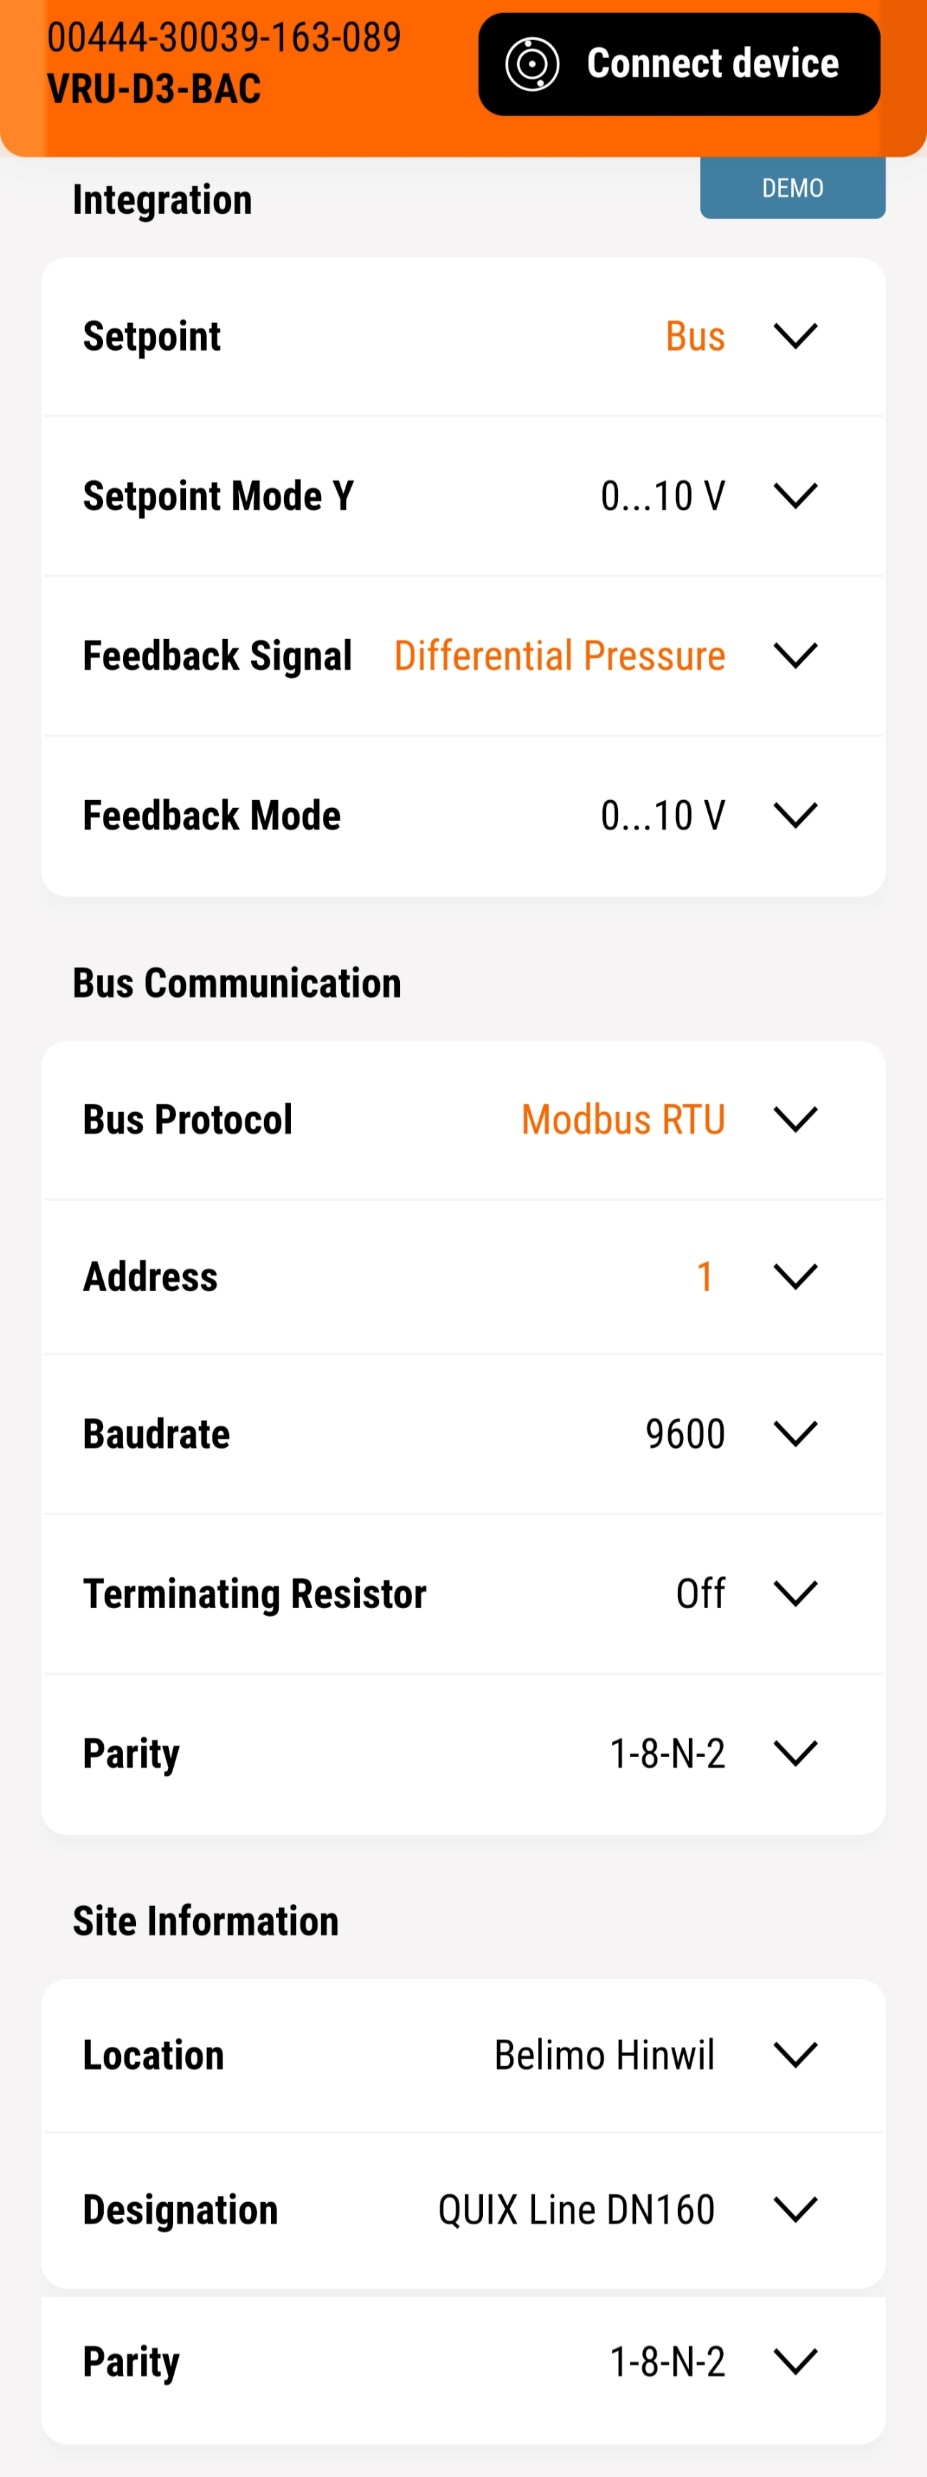 00444-30039-163-089
VRU-D3-BAC
Connect device
DEMO
Integration
Setpoint Bus
Setpoint Mode Y 0...10 V
Feedback Signal Differential Pressure
Feedback Mode 0...10 V
Bus Communication
Bus Protocol Modbus RTU
Address 1
Baudrate 9600
Terminating Resistor Off
Parity 1-8-N-2
Site Information
Location Belimo Hinwil
Designation QUIX Line DN160
Parity 1-8-N-2